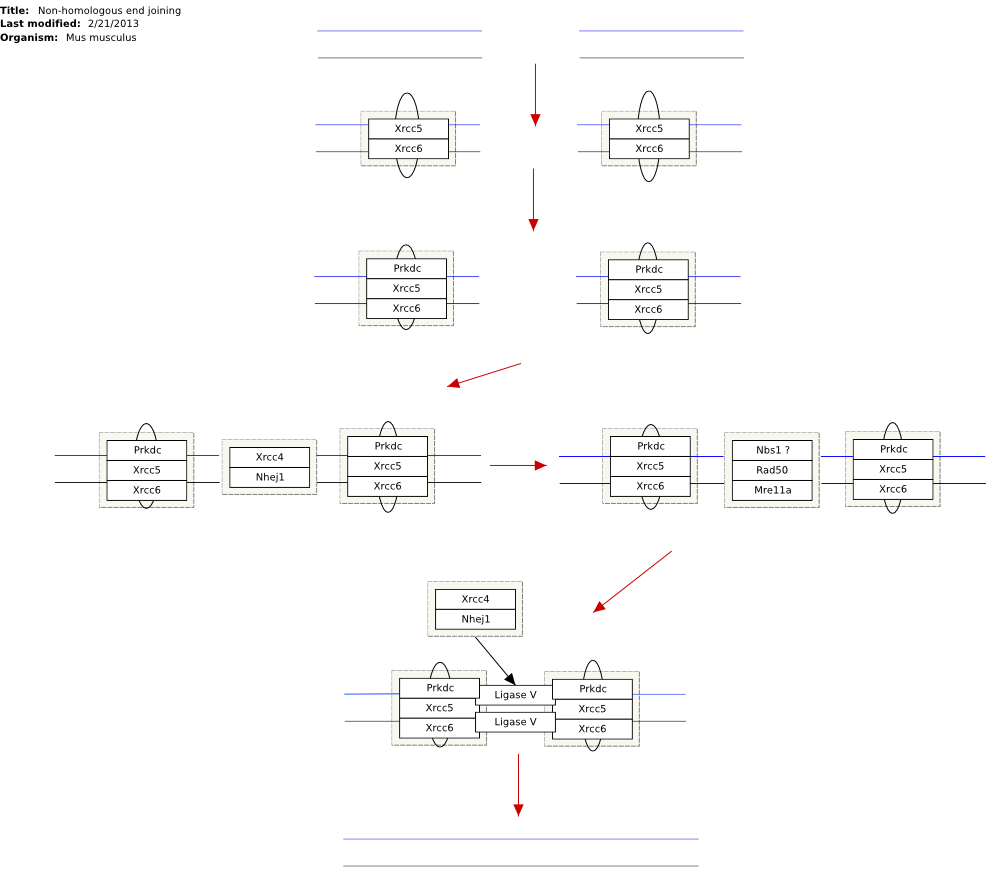 Title: Non-homologous end joining
Last modified: 2/21/2013
Organism: Mus musculus
Xrcc5
Xrcc6
Xrcc5
Xrcc6
Prkdc
Xrcc5
Xrcc6
Prkdc
Xrcc5
Xrcc6
Prkdc
Xrcc5
Xrcc6
Xrcc4
Nhej1
Prkdc
Xrcc5
Xrcc6
Prkdc
Xrcc5
Xrcc6
Nbs1 ?
Rad50
Mre11a
Prkdc
Xrcc5
Xrcc6
Xrcc4
Nhej1
Prkdc
Xrcc5
Xrcc6
Ligase V
Ligase V
Prkdc
Xrcc5
Xrcc6